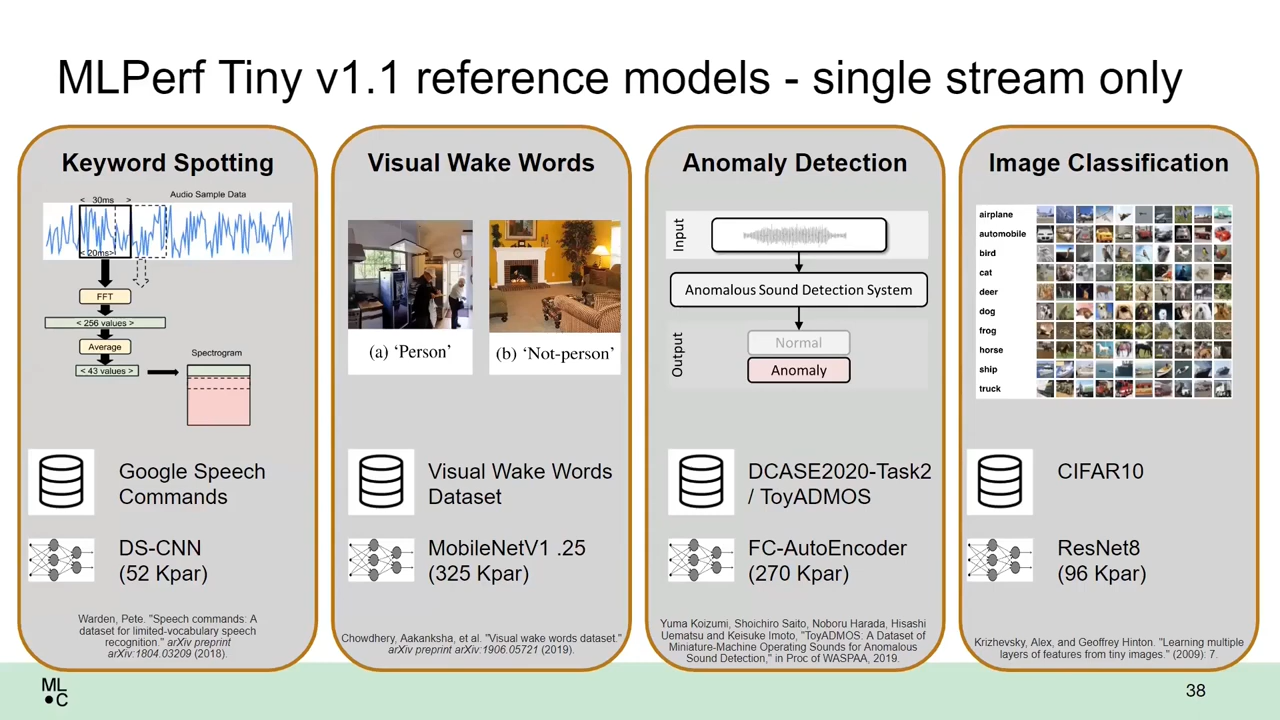 MLPerf Tiny v1.1 reference models - single stream only
Keyword Spotting
Audio Sample Data
< 30ms >
< 20ms>
FFT
< 256 values >
Average
< 43 values >
Spectrogram
Google Speech
Commands
DS-CNN
(52 Kpar)
Warden, Pete. "Speech commands: A
dataset for limited-vocabulary speech
recognition." arXiv preprint
arXiv:1804.03209 (2018).
Visual Wake Words
(a) ‘Person’
(b) ‘Not-person’
Visual Wake Words
Dataset
MobileNetV1 .25
(325 Kpar)
Chowdhery, Aakanksha, et al. "Visual wake words dataset."
arXiv preprint arXiv:1906.05721 (2019).
Anomaly Detection
Input
Anomalous Sound Detection System
Output
Normal
Anomaly
DCASE2020-Task2
/ ToyADMOS
FC-AutoEncoder
(270 Kpar)
Yuma Koizumi, Shoichiro Saito, Noboru Harada, Hisashi
Uematsu and Keisuke Imoto, "ToyADMOS: A Dataset of
Miniature-Machine Operating Sounds for Anomalous
Sound Detection," in Proc of WASPAA, 2019.
Image Classification
airplane
automobile
bird
cat
deer
dog
frog
horse
ship
truck
CIFAR10
ResNet8
(96 Kpar)
Krizhevsky, Alex, and Geoffrey Hinton. "Learning multiple
layers of features from tiny images." (2009): 7.
ML
C
38